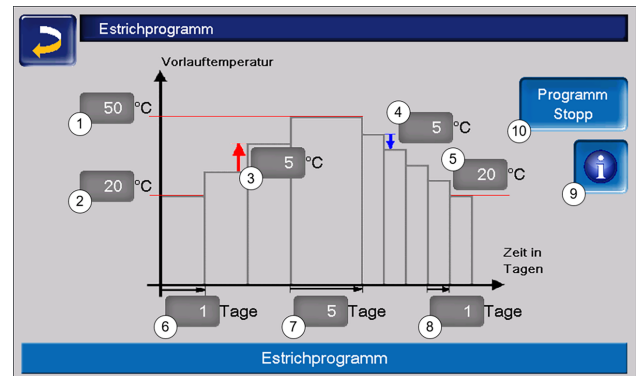 Estrichprogramm
Vorlauftemperatur
50 °C
1
4
5 °C
Programm
Stopp
10
3
5 °C
5
20 °C
20 °C
2
9
Zeit in
Tagen
1 Tage
6
5 Tage
7
1 Tage
8
Estrichprogramm